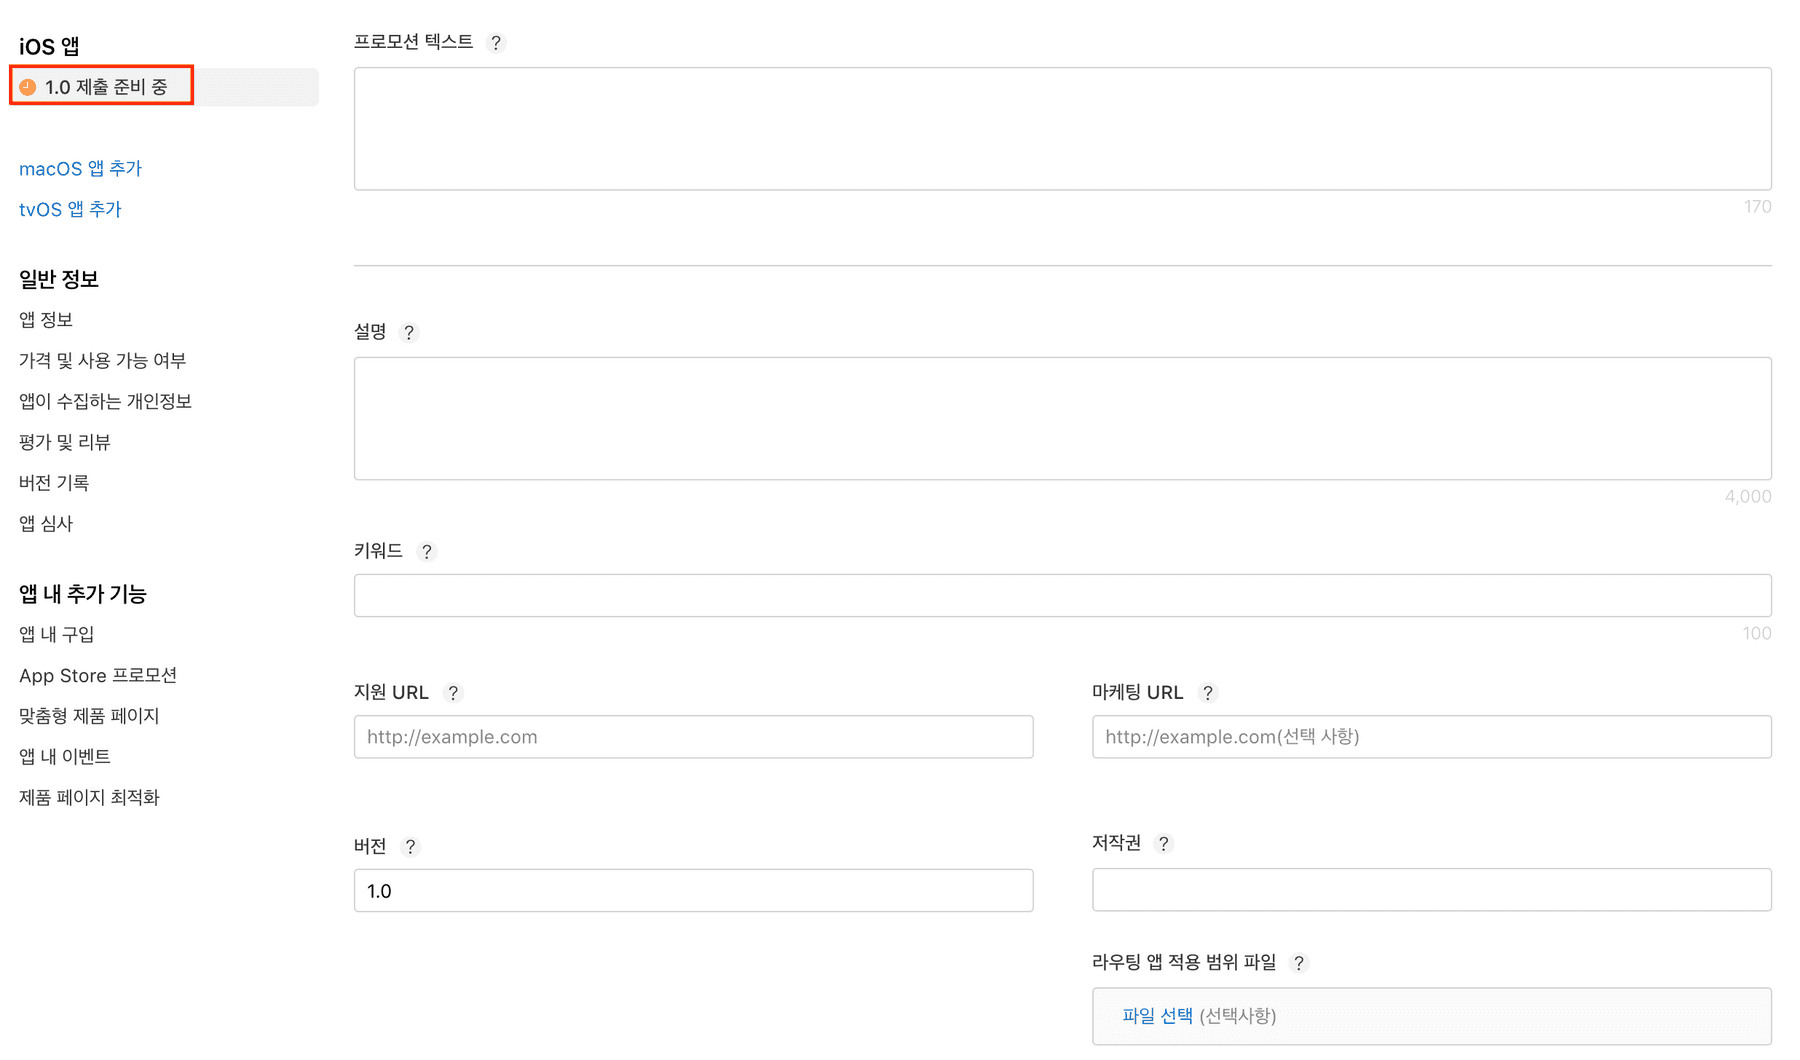 iOS 앱
1.0 제출 준비 중
macOS 앱 추가
tvOS 앱 추가
일반 정보
앱 정보
가격 및 사용 가능 여부
앱이 수집하는 개인정보
평가 및 리뷰
버전 기록
앱 심사
앱 내 추가 기능
앱 내 구입
App Store 프로모션
맞춤형 제품 페이지
앱 내 이벤트
제품 페이지 최적화
프로모션 텍스트 ?
170
설명 ?
4,000
키워드 ?
100
지원 URL ?
http://example.com
마케팅 URL ?
http://example.com(선택 사항)
버전 ?
1.0
저작권 ?
라우팅 앱 적용 범위 파일 ?
파일 선택 (선택사항)